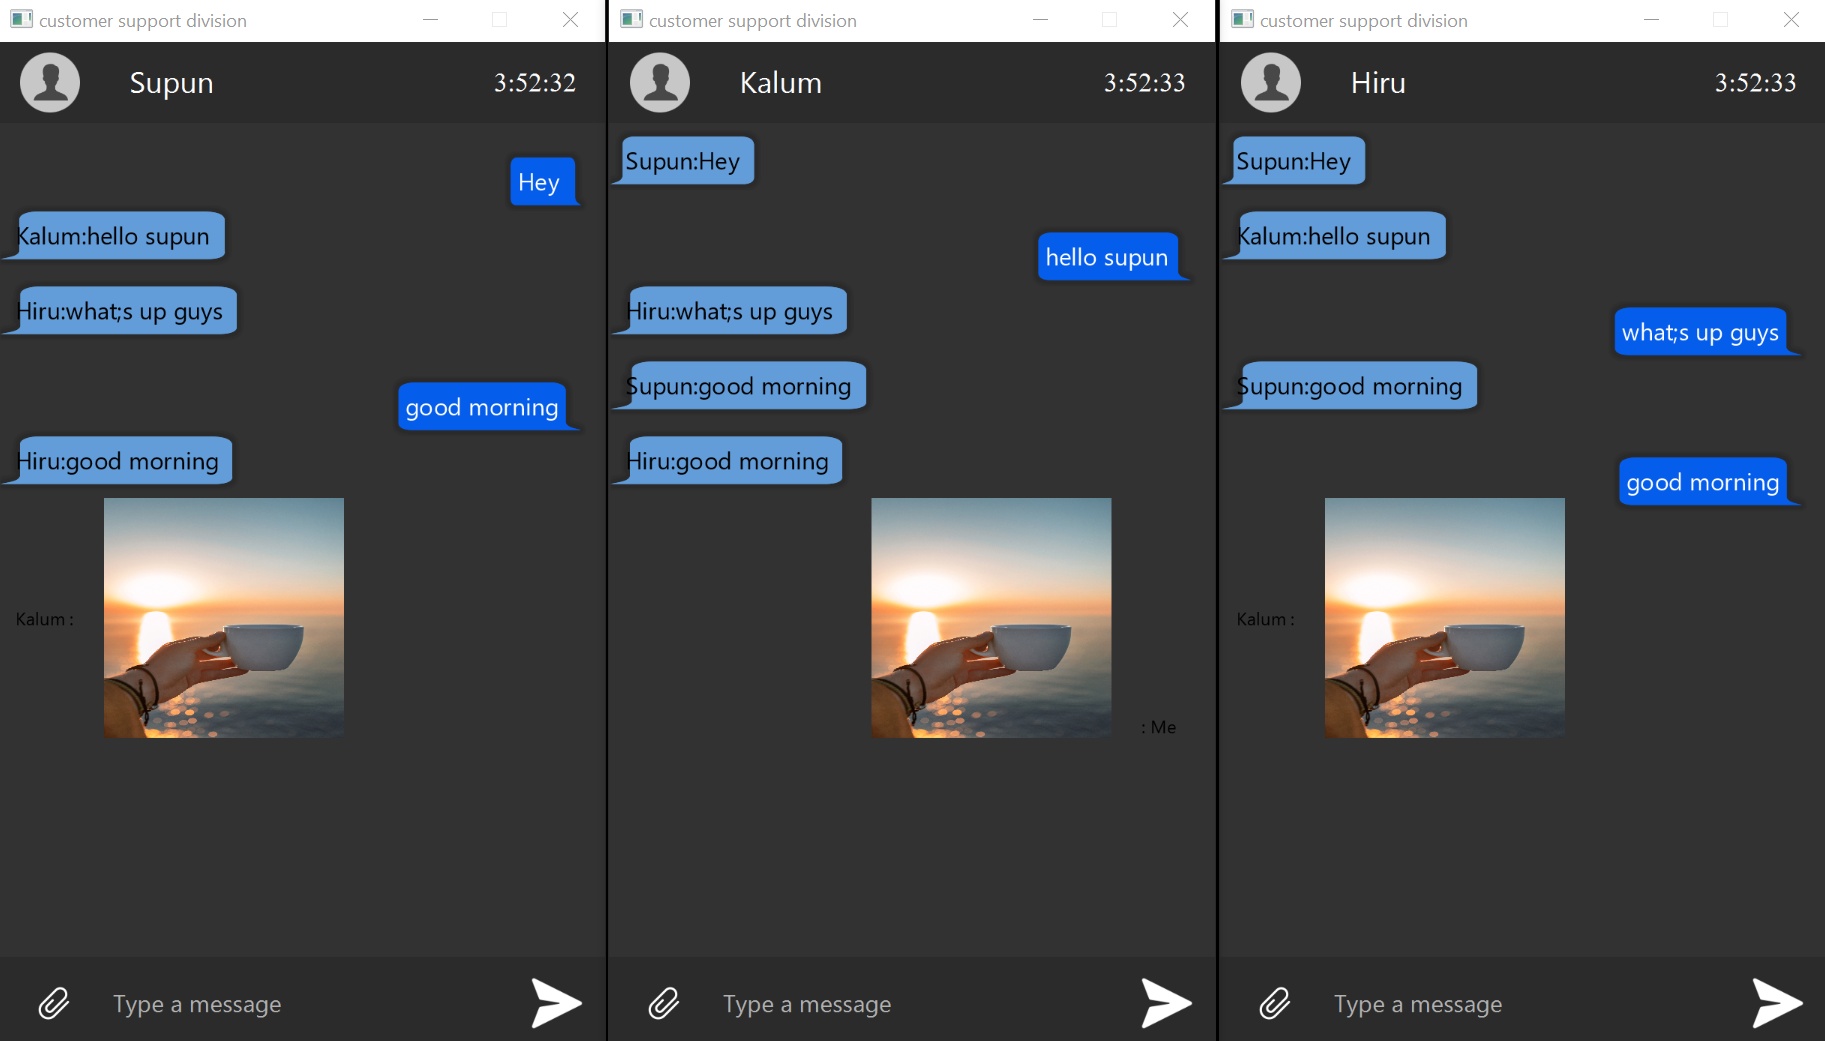 customer support division
Supun
3:52:32
Hey
Kalum:hello supun
Hiru:what;s up guys
good morning
Hiru:good morning
Kalum :
Type a message
customer support division
Kalum
3:52:33
Supun:Hey
hello supun
Hiru:what;s up guys
Supun:good morning
Hiru:good morning
: Me
Type a message
customer support division
Hiru
3:52:33
Supun:Hey
Kalum:hello supun
what;s up guys
Supun:good morning
good morning
Kalum :
Type a message